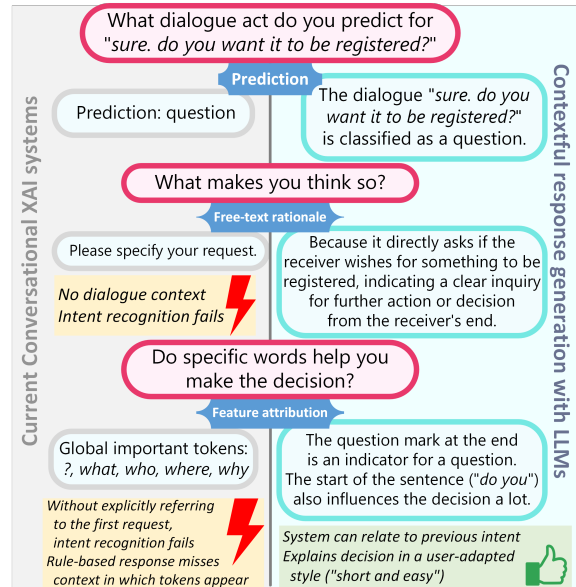 What dialogue act do you predict for
"sure. do you want it to be registered?"
Prediction
Prediction: question
The dialogue "sure. do you
want it to be registered?"
is classified as a question.
What makes you think so?
Free-text rationale
Please specify your request.
No dialogue context
Intent recognition fails
Because it directly asks if the
receiver wishes for something to be
registered, indicating a clear inquiry
for further action or decision
from the receiver's end.
Do specific words help you
make the decision?
Feature attribution
Global important tokens:
?, what, who, where, why
Without explicitly referring
to the first request,
intent recognition fails
Rule-based response misses
context in which tokens appear
The question mark at the end
is an indicator for a question.
The start of the sentence ("do you")
also influences the decision a lot.
System can relate to previous intent
Explains decision in a user-adapted
style ("short and easy")
Current Conversational XAI systems
Contextful response generation with LLMs